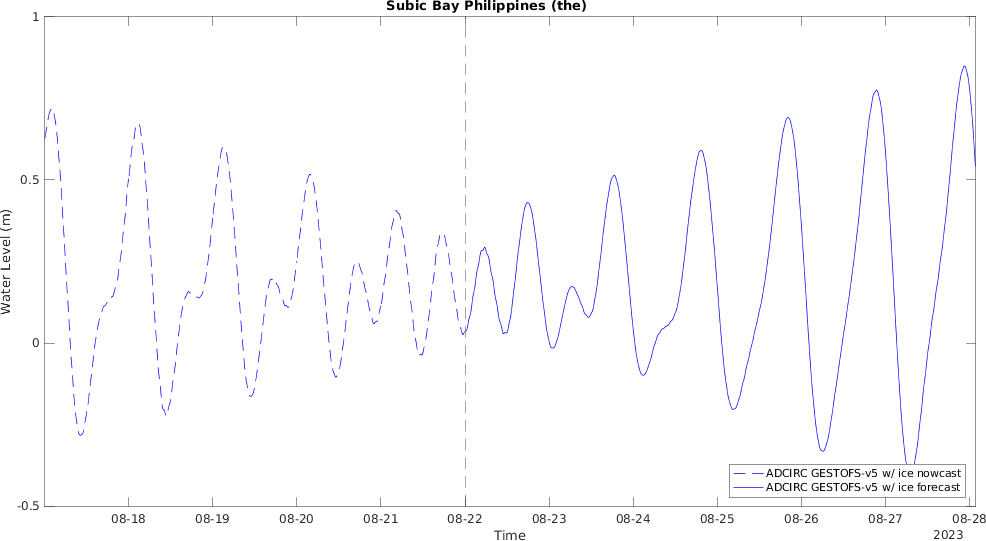 Subic Bay Philippines (the)
1
0.5
0
-0.5
Water Level (m)
08-18 08-19 08-20 08-21 08-22 08-23 08-24 08-25 08-26 08-27 08-28
Time
2023
ADCIRC GESTOFS-v5 w/ ice nowcast
ADCIRC GESTOFS-v5 w/ ice forecast